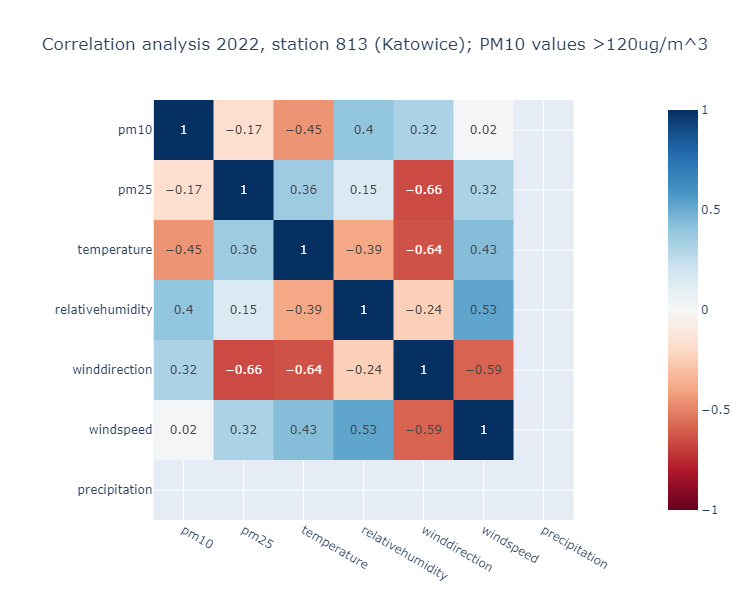 Correlation analysis 2022, station 813 (Katowice); PM10 values >120ug/m^3
pm10 1 −0.17 −0.45 0.4 0.32 0.02
pm25 −0.17 1 0.36 0.15 −0.66 0.32
temperature −0.45 0.36 1 −0.39 −0.64 0.43
relativehumidity 0.4 0.15 −0.39 1 −0.24 0.53
winddirection 0.32 −0.66 −0.64 −0.24 1 −0.59
windspeed 0.02 0.32 0.43 0.53 −0.59 1
precipitation
pm10 pm25 temperature relativehumidity winddirection windspeed precipitation
1
0.5
0
−0.5
−1